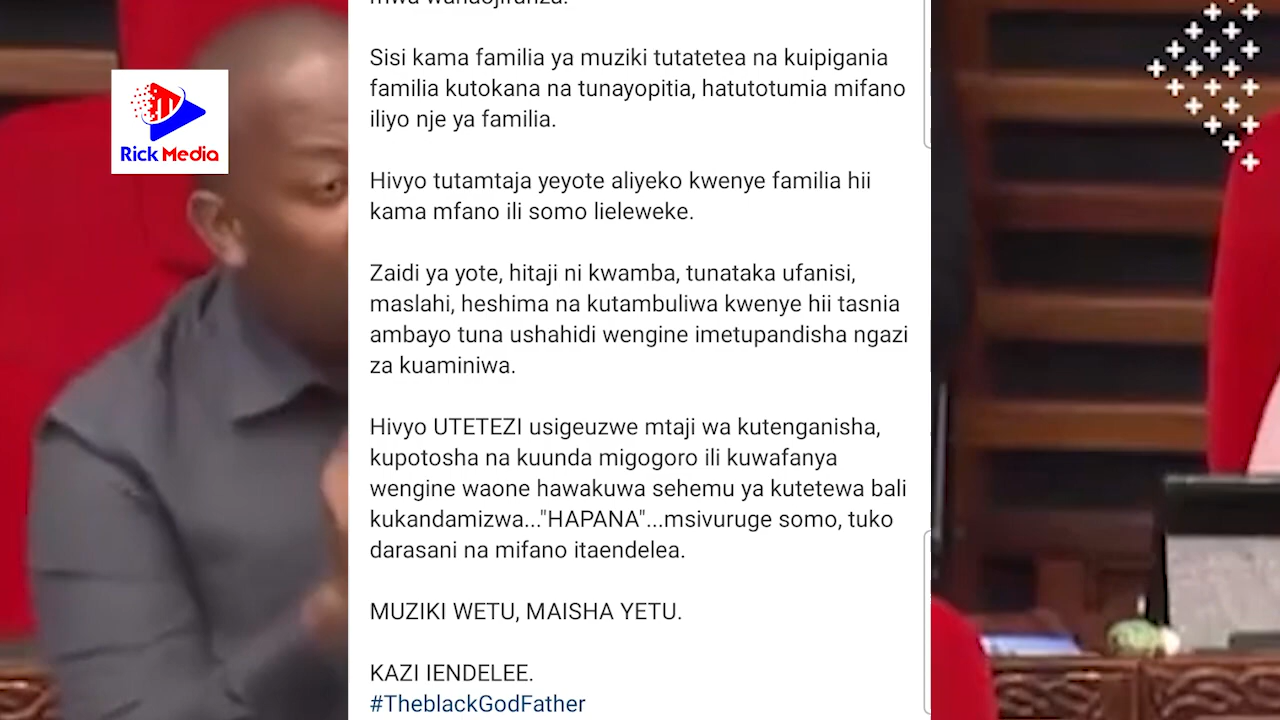 mwa wanaojifunza.
Sisi kama familia ya muziki tutatetea na kuipigania
familia kutokana na tunayopitia, hatutotumia mifano
iliyo nje ya familia.
Hivyo tutamtaja yeyote aliyeko kwenye familia hii
kama mfano ili somo lieleweke.
Zaidi ya yote, hitaji ni kwamba, tunataka ufanisi,
maslahi, heshima na kutambuliwa kwenye hii tasnia
ambayo tuna ushahidi wengine imetupandisha ngazi
za kuaminiwa.
Hivyo UTETEZI usigeuzwe mtaji wa kutenganisha,
kupotosha na kuunda migogoro ili kuwafanya
wengine waone hawakuwa sehemu ya kutetewa bali
kukandamizwa..."HAPANA"...msivuruge somo, tuko
darasani na mifano itaendelea.
MUZIKI WETU, MAISHA YETU.
KAZI IENDELEE.
#TheblackGodFather
Rick Media